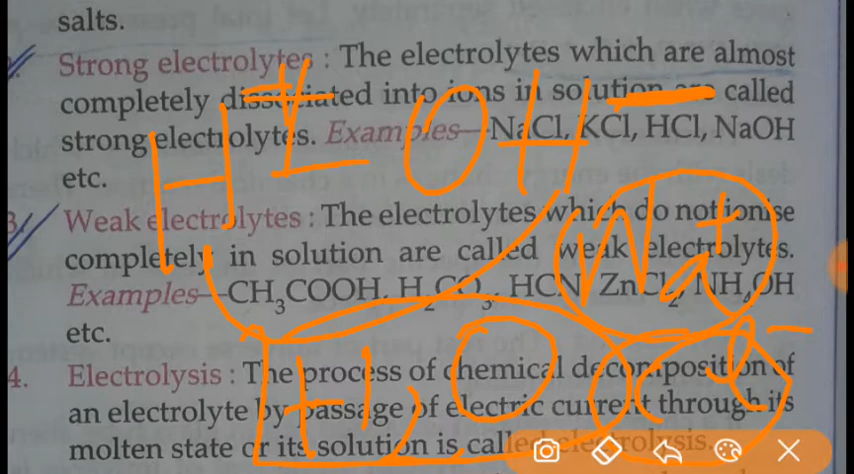 salts.
Strong electrolytes : The electrolytes which are almost
completely dissociated into ions in solution are called
strong electrolytes. Examples—NaCl, KCl, HCl, NaOH
etc.
3. Weak electrolytes : The electrolytes which do not ionise
completely in solution are called weak electrolytes.
Examples—CH₃COOH, H₂CO₃, HCN, ZnCl₂, NH₄OH
etc.
4. Electrolysis : The process of chemical decomposition of
an electrolyte by passage of electric current through its
molten state or its solution is called electrolysis.
H+ OH
Na+
Cl−